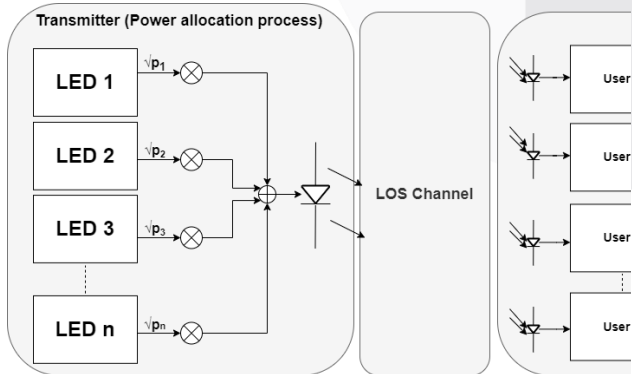 Transmitter (Power allocation process)
LED 1
√p₁
LED 2
√p₂
LED 3
√p₃
LED n
√pₙ
LOS Channel
User
User
User
User